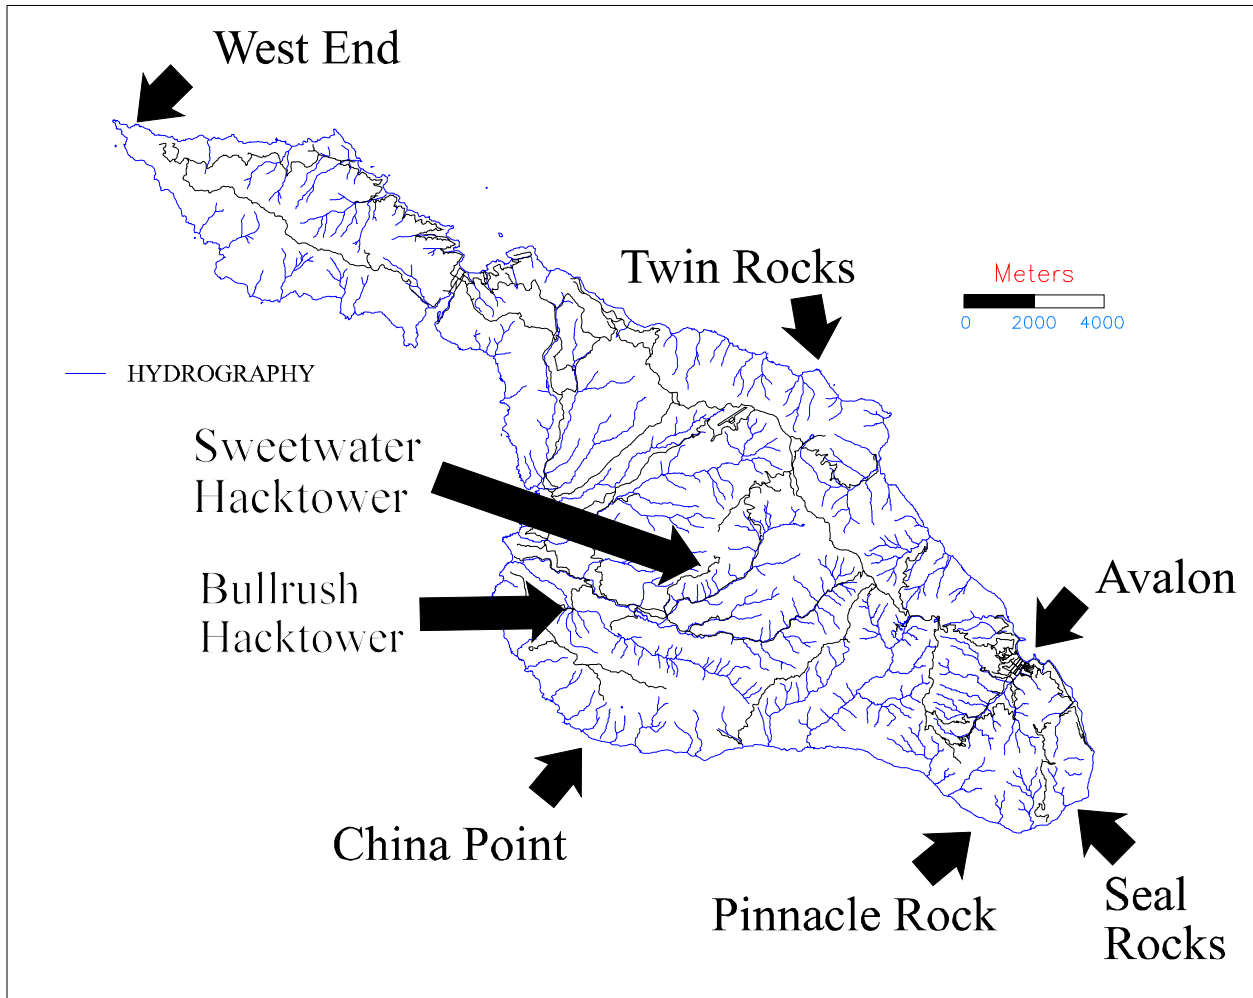 West End
Twin Rocks
Meters
0 2000 4000
HYDROGRAPHY
Sweetwater
Hacktower
Bullrush
Hacktower
Avalon
China Point
Pinnacle Rock
Seal
Rocks